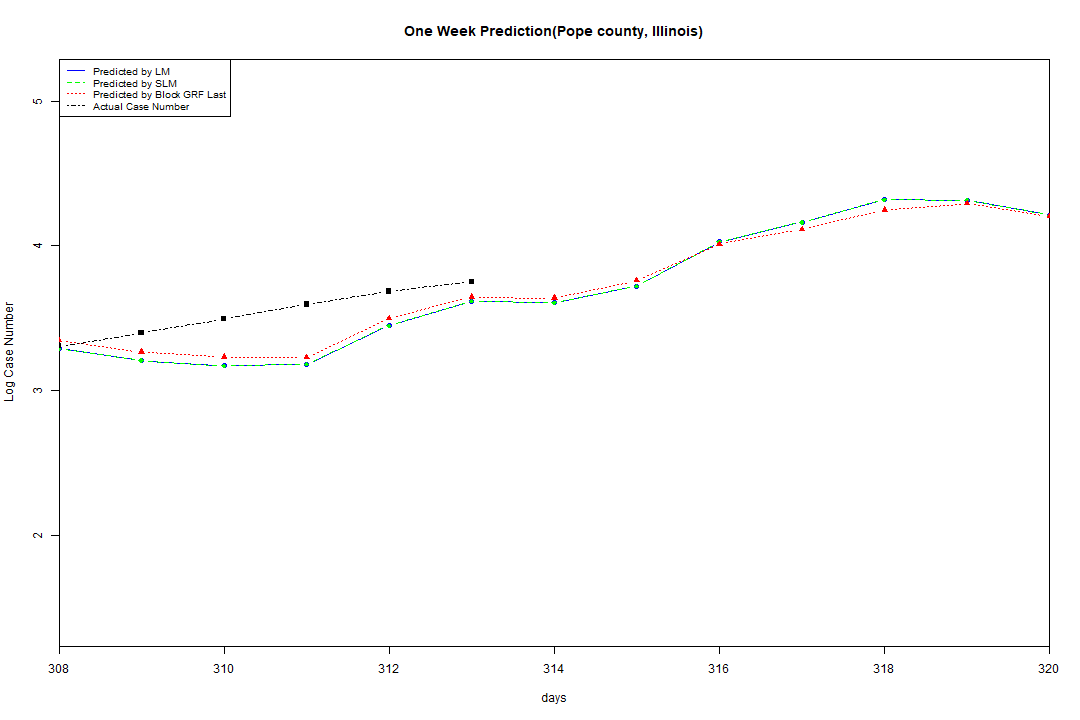 One Week Prediction(Pope county, Illinois)
Predicted by LM
Predicted by SLM
Predicted by Block GRF Last
Actual Case Number
5
4
3
2
Log Case Number
308 310 312 314 316 318 320
days